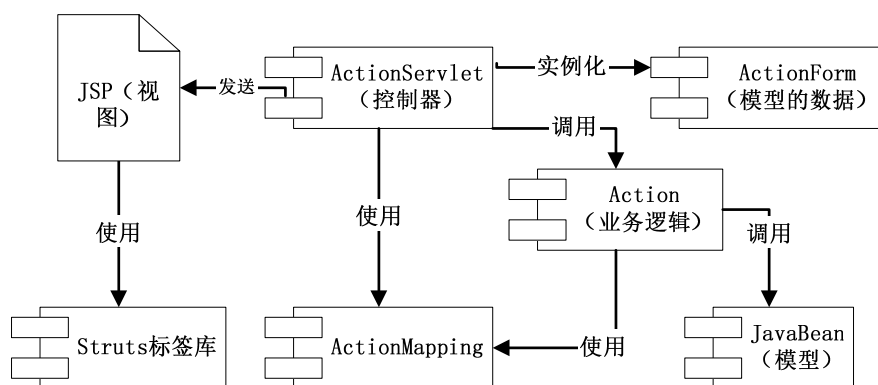 JSP（视
图）
发送
ActionServlet
（控制器）
实例化
ActionForm
（模型的数据）
调用
Action
（业务逻辑）
使用
使用
调用
Struts标签库
ActionMapping
使用
JavaBean
（模型）